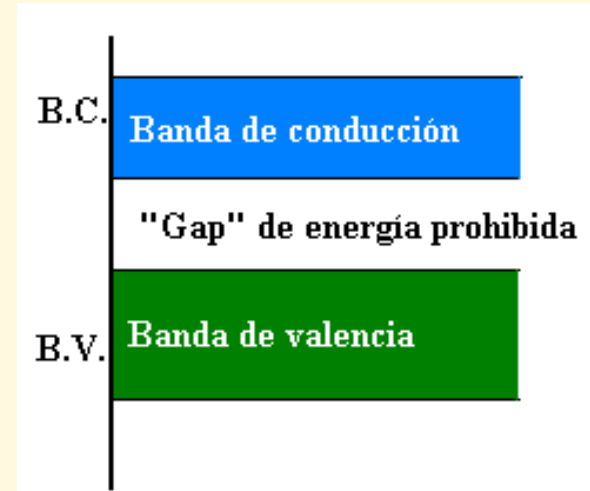 B.C.
Banda de conducción
"Gap" de energía prohibida
Banda de valencia
B.V.